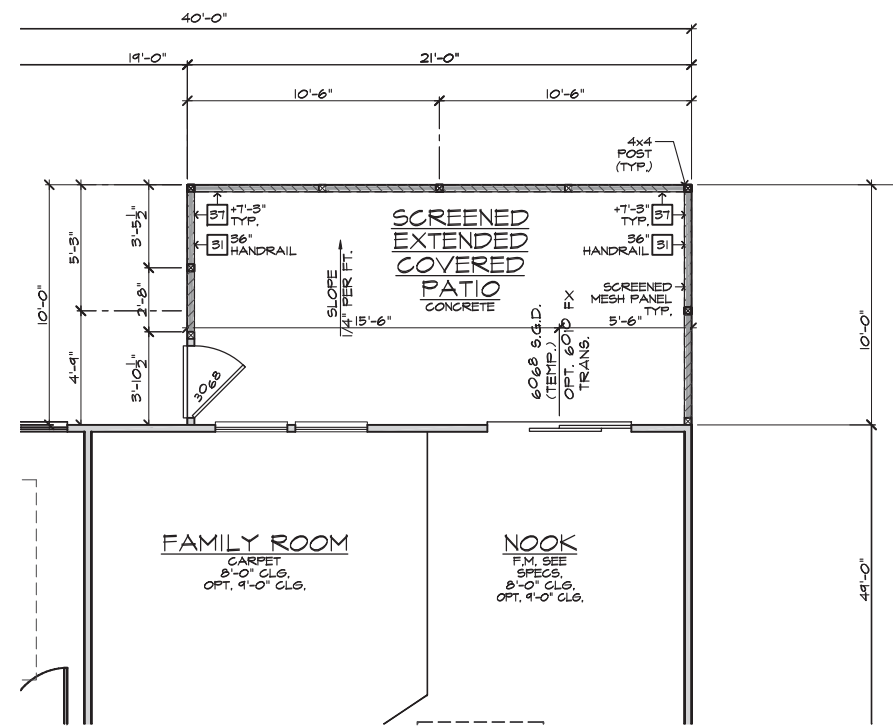 40'-0"
19'-0"
21'-0"
10'-6"
10'-6"
4x4
POST
(TYP.)
37
+7'-3"
TYP.
31
36"
HANDRAIL
SCREENED
EXTENDED
COVERED
PATIO
CONCRETE
+7'-3"
TYP.
37
36"
HANDRAIL
31
SCREENED
MESH PANEL
TYP.
10'-0"
5'-3"
4'-9"
3'-5 1/2"
2'-8"
3'-10 1/2"
SLOPE
1/4" PER FT.
15'-6"
5'-6"
6068 S.G.D.
(TEMP.)
OPT. 6010 FX
TRANS.
3068
10'-0"
49'-0"
FAMILY ROOM
CARPET
8'-0" CLG.
OPT. 9'-0" CLG.
NOOK
F.M. SEE
SPECS.
8'-0" CLG.
OPT. 9'-0" CLG.